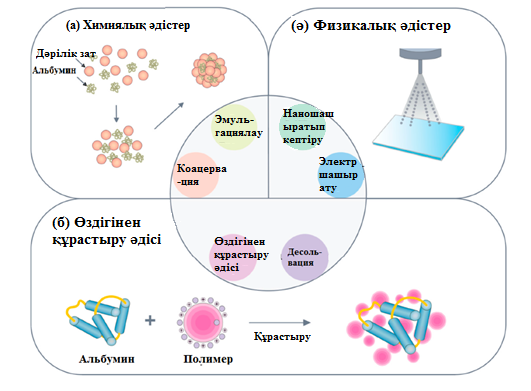 (а) Химиялық әдістер
Дәрілік зат
Альбумин
(ә) Физикалық әдістер
Эмуль-
гациялау
Наношаш
ыратып
кептіру
Коацерва
-ция
Электр
шашыр
ату
(б) Өздігінен
құрастыру әдісі
Өздігінен
құрастыру
әдісі
Десоль-
вация
Альбумин
Полимер
Құрастыру